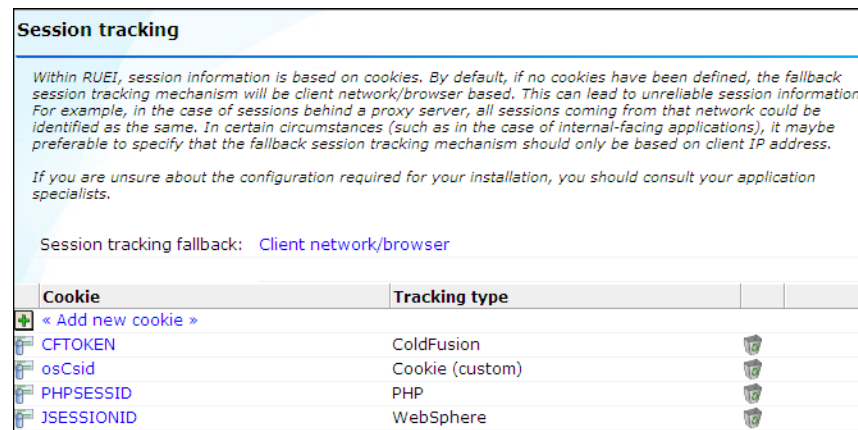 Session tracking
Within RUEI, session information is based on cookies. By default, if no cookies have been defined, the fallback
session tracking mechanism will be client network/browser based. This can lead to unreliable session information
For example, in the case of sessions behind a proxy server, all sessions coming from that network could be
identified as the same. In certain circumstances (such as in the case of internal-facing applications), it maybe
preferable to specify that the fallback session tracking mechanism should only be based on client IP address.
If you are unsure about the configuration required for your installation, you should consult your application
specialists.
Session tracking fallback: Client network/browser
Cookie Tracking type
« Add new cookie »
CFTOKEN ColdFusion
osCsid Cookie (custom)
PHPSESSID PHP
JSESSIONID WebSphere